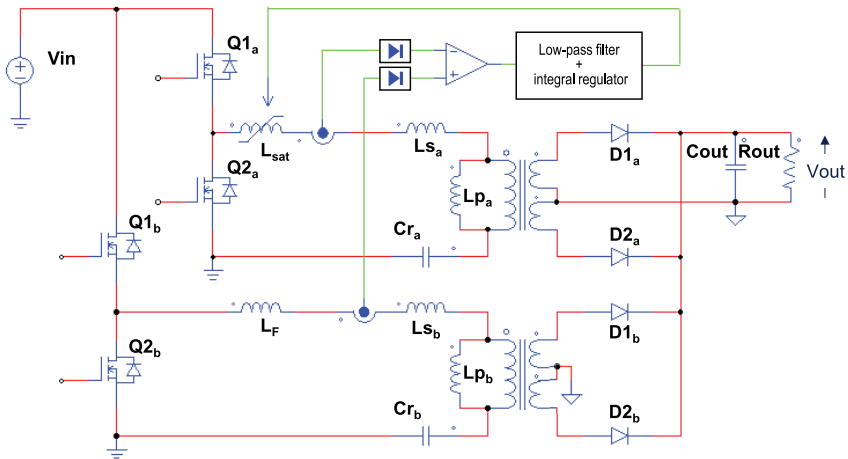 Q1a
Vin
Low-pass filter
+
integral regulator
−
+
Lsat
Lsa
D1a
Cout
Rout
Vout
Q2a
Lpa
Q1b
Cra
D2a
LF
Lsb
D1b
Q2b
Lpb
Crb
D2b